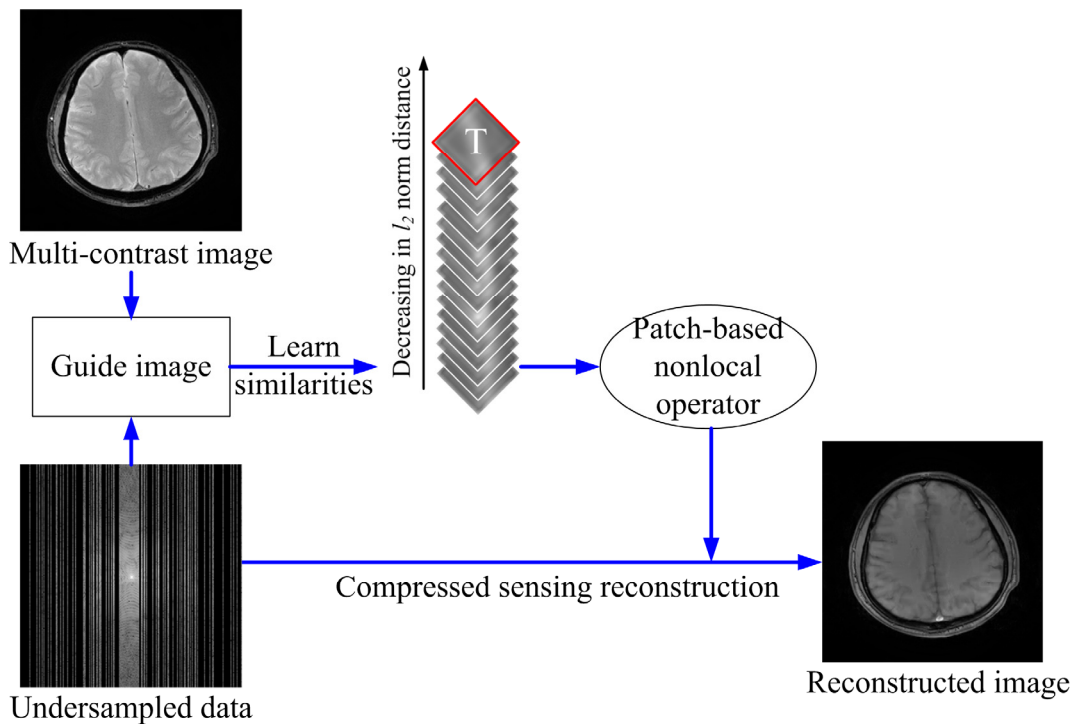 Multi-contrast image
Guide image
Learn
similarities
Decreasing in l2 norm distance
T
Patch-based
nonlocal
operator
Compressed sensing reconstruction
Undersampled data
Reconstructed image